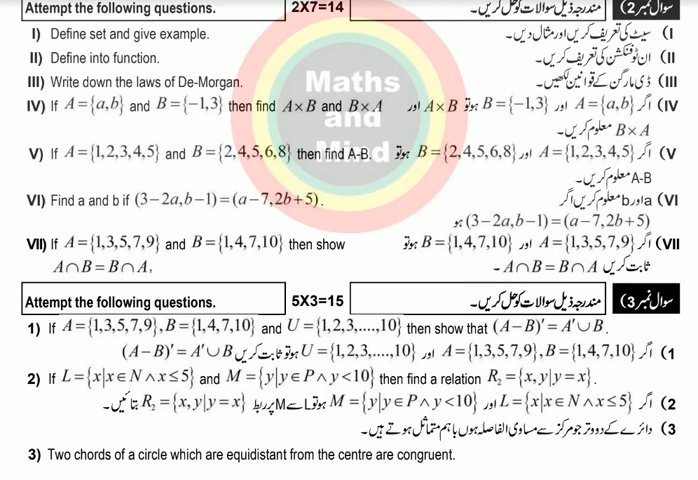 Attempt the following questions. 2X7=14 مندرجہ ذیل سوالات کو حل کریں۔ سوال نمبر 2)
I) Define set and give example. I) سیٹ کی تعریف کریں اور مثال دیں۔
II) Define into function. II) ان ٹو فنکشن کی تعریف کریں۔
III) Write down the laws of De-Morgan. III) ڈی مارگن کے قوانین لکھیں۔
Maths and Mind
IV) If A={a,b} and B={−1,3} then find A×B and B×A IV) اگر A={a,b} اور B={−1,3} ہو تو A×B اور
B×A معلوم کریں۔
V) If A={1,2,3,4,5} and B={2,4,5,6,8} then find A-B. V) اگر A={1,2,3,4,5} اور B={2,4,5,6,8} ہو تو
A-B معلوم کریں۔
VI) Find a and b if (3−2a,b−1)=(a−7,2b+5). VI) a اور b معلوم کریں اگر
(3−2a,b−1)=(a−7,2b+5) ہو
VII) If A={1,3,5,7,9} and B={1,4,7,10} then show VII) اگر A={1,3,5,7,9} اور B={1,4,7,10} ہو تو
A∩B=B∩A, ثابت کریں A∩B=B∩A ۔
Attempt the following questions. 5X3=15 مندرجہ ذیل سوالات کو حل کریں۔ سوال نمبر 3)
1) If A={1,3,5,7,9},B={1,4,7,10} and U={1,2,3,....,10} then show that (A−B)′=A′∪B.
1) اگر A={1,3,5,7,9},B={1,4,7,10} اور U={1,2,3,....,10} ہو تو ثابت کریں (A−B)′=A′∪B
2) If L={x|x∈N∧x≤5} and M={y|y∈P∧y<10} then find a relation R₂={x,y|y=x}.
2) اگر L={x|x∈N∧x≤5} اور M={y|y∈P∧y<10} ہو تو L سے M پر ربط R₂={x,y|y=x} بتائیں۔
3) دائرے کے دو وتر جو مرکز سے مساوی الفاصلہ ہوں باہم متماثل ہوتے ہیں۔
3) Two chords of a circle which are equidistant from the centre are congruent.